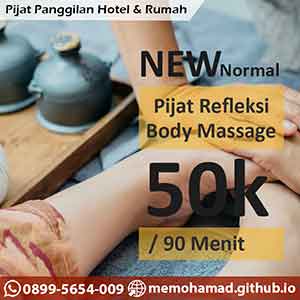 Pijat Panggilan Hotel & Rumah
NEW Normal
Pijat Refleksi
Body Massage
50k
/ 90 Menit
0899-5654-009 memohamad.github.io